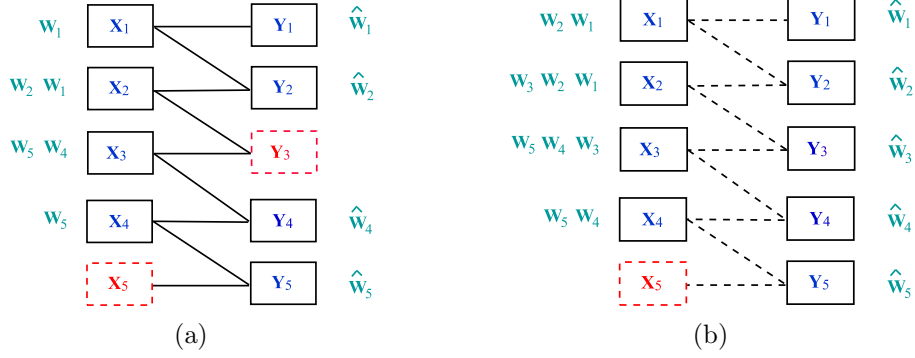 W1 X1 Y1 Ŵ1
W2 W1 X2 Y2 Ŵ2
W5 W4 X3 Y3
W5 X4 Y4 Ŵ4
X5 Y5 Ŵ5
(a)
W2 W1 X1 Y1 Ŵ1
W3 W2 W1 X2 Y2 Ŵ2
W5 W4 W3 X3 Y3 Ŵ3
W5 W4 X4 Y4 Ŵ4
X5 Y5 Ŵ5
(b)